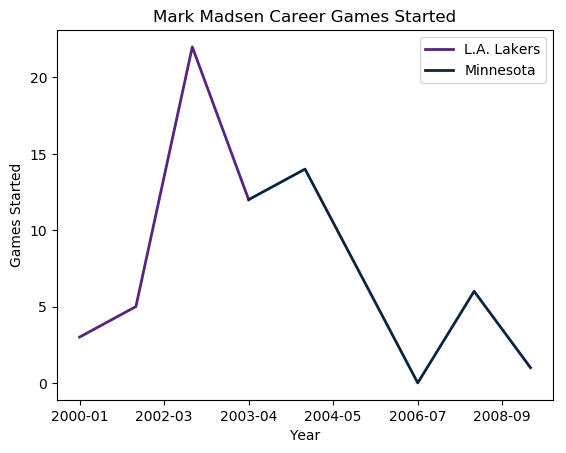 Mark Madsen Career Games Started
L.A. Lakers
Minnesota
Games Started
20
15
10
5
0
2000-01 2002-03 2003-04 2004-05 2006-07 2008-09
Year